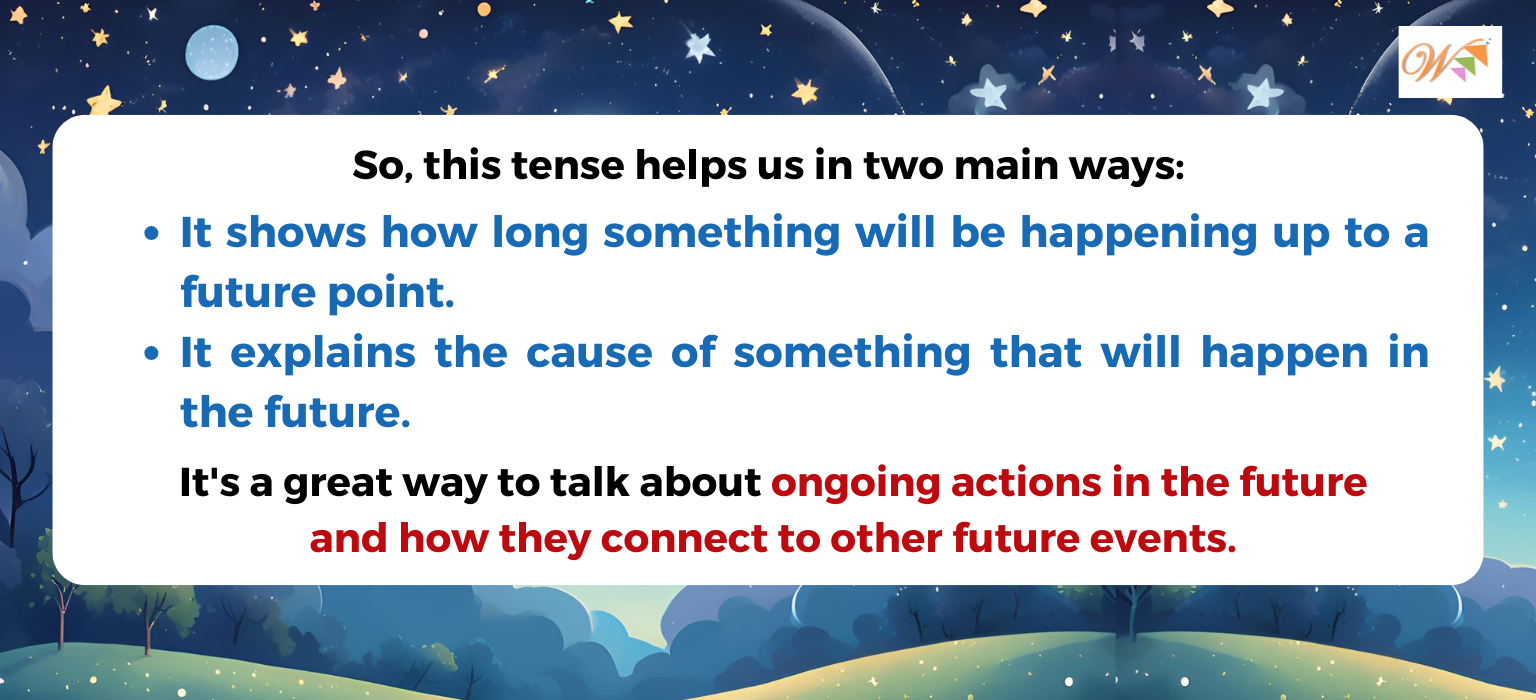 W
So, this tense helps us in two main ways:
• It shows how long something will be happening up to a
future point.
• It explains the cause of something that will happen in
the future.
It's a great way to talk about ongoing actions in the future
and how they connect to other future events.